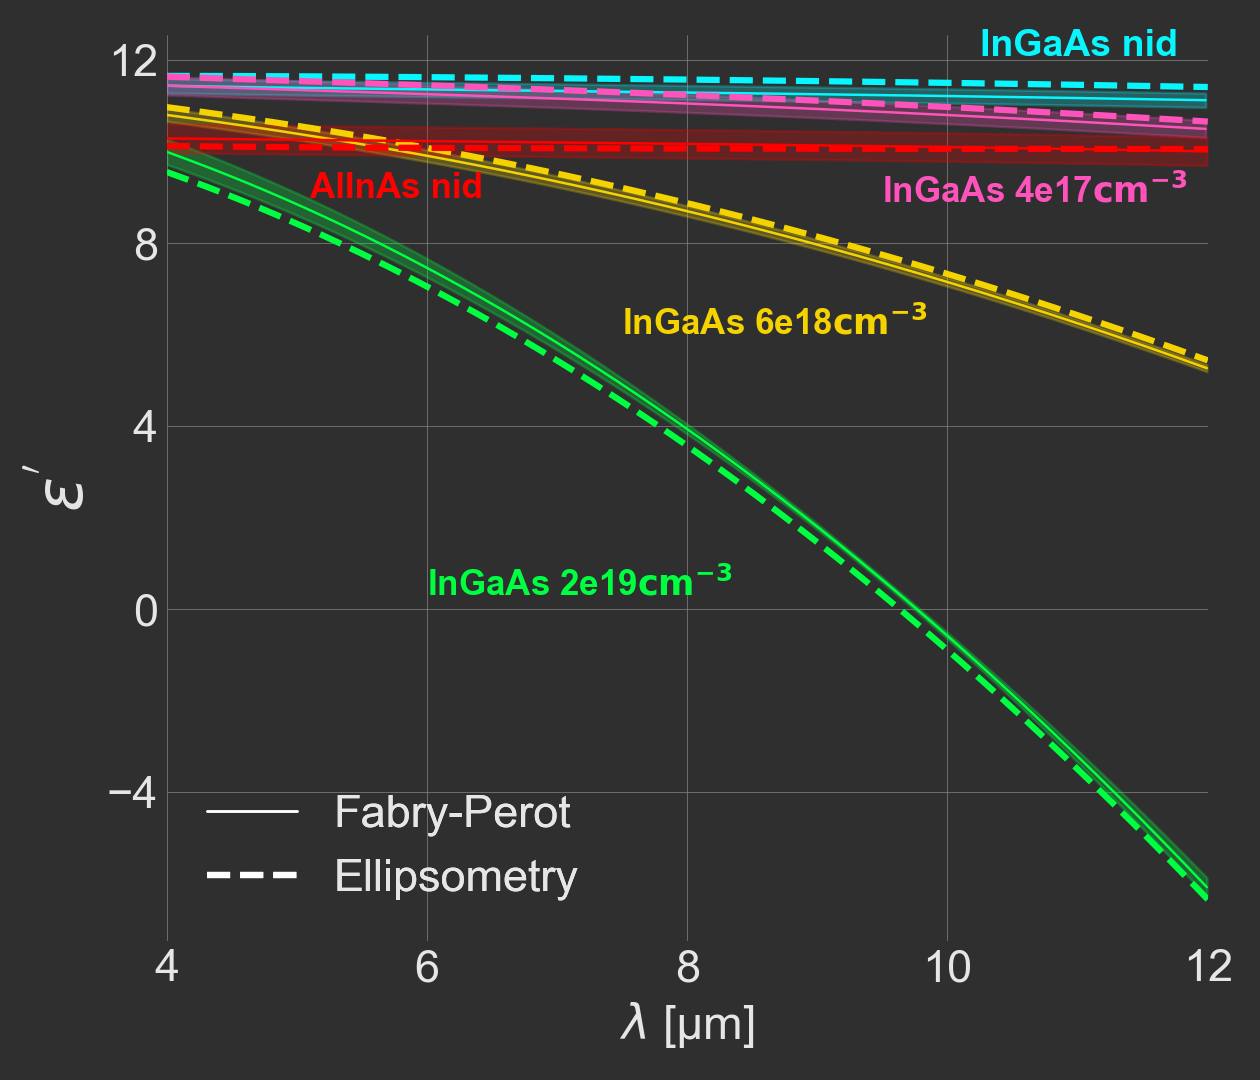 InGaAs nid
12
AlInAs nid
InGaAs 4e17cm⁻³
8
InGaAs 6e18cm⁻³
4
ε′
InGaAs 2e19cm⁻³
0
−4
Fabry-Perot
Ellipsometry
4 6 8 10 12
λ [µm]